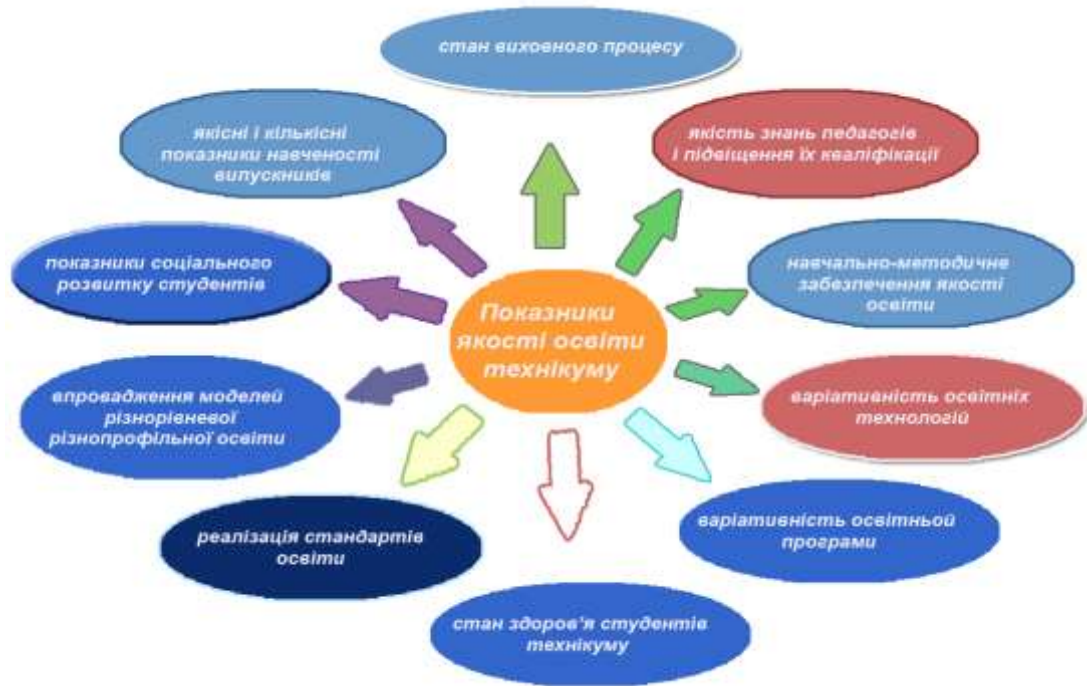 стан виховного процесу
якісні і кількісні
показники навченості
випускників
якість знань педагогів
і підвіщення їх кваліфікації
показники соціального
розвитку студентів
навчально-методичне
забезпечення якості
освіти
Показники
якості освіти
технікуму
впровадження моделей
різнорівневої
різнопрофільної освіти
варіативність освітніх
технологій
реалізація стандартів
освіти
варіативність освітньої
програми
стан здоров'я студентів
технікуму